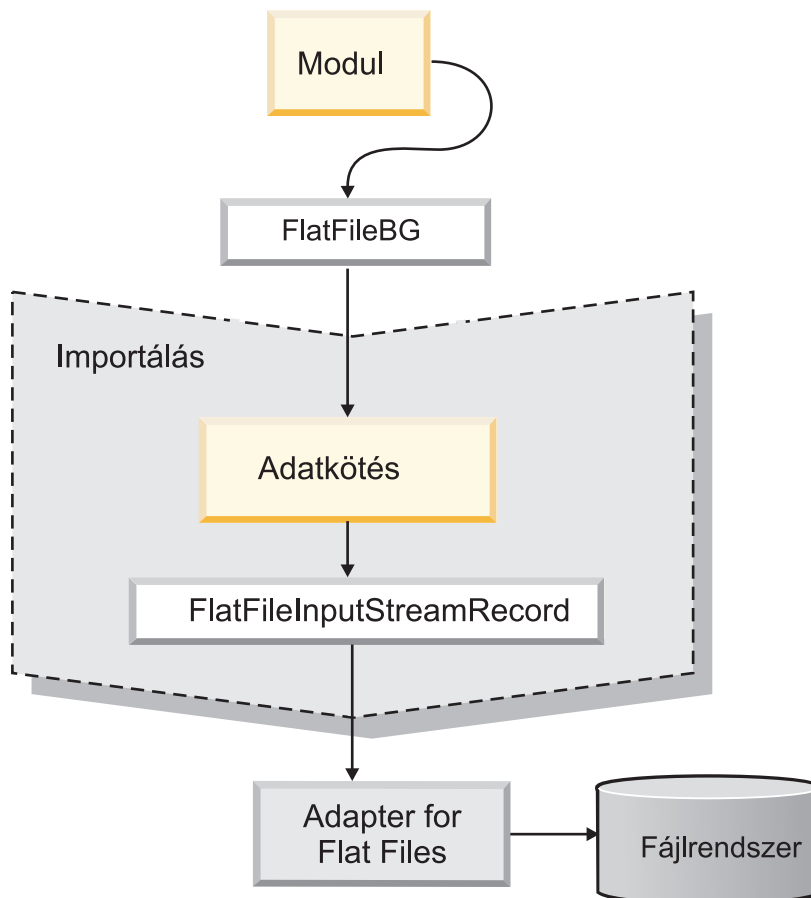 Modul
FlatFileBG
Importálás
Adatkötés
FlatFileInputStreamRecord
Adapter for
Flat Files
Fájlrendszer